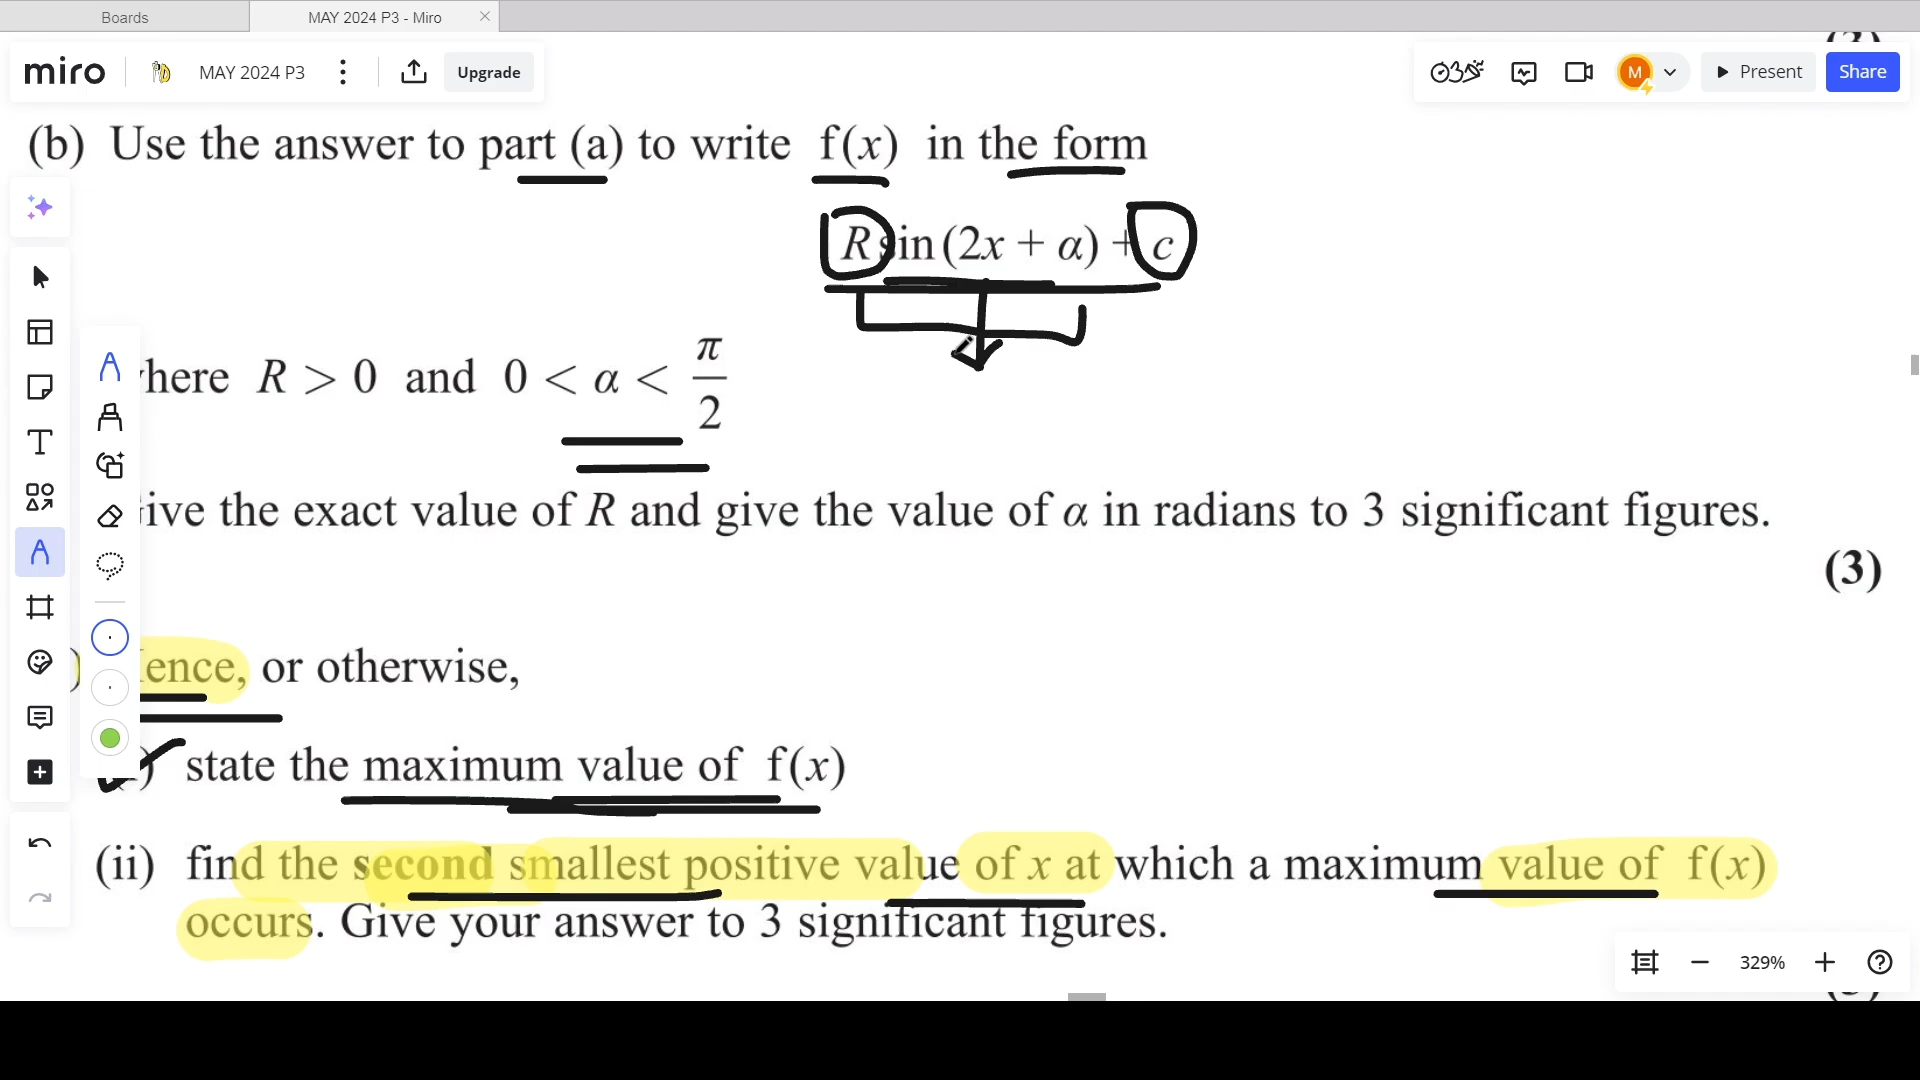 Boards
MAY 2024 P3 - Miro
miro
MAY 2024 P3
Upgrade
M
Present
Share
(b) Use the answer to part (a) to write f(x) in the form
R sin (2x + α) + c
here R > 0 and 0 < α < π/2
ive the exact value of R and give the value of α in radians to 3 significant figures.
(3)
ence, or otherwise,
state the maximum value of f(x)
(ii) find the second smallest positive value of x at which a maximum value of f(x)
occurs. Give your answer to 3 significant figures.
329%